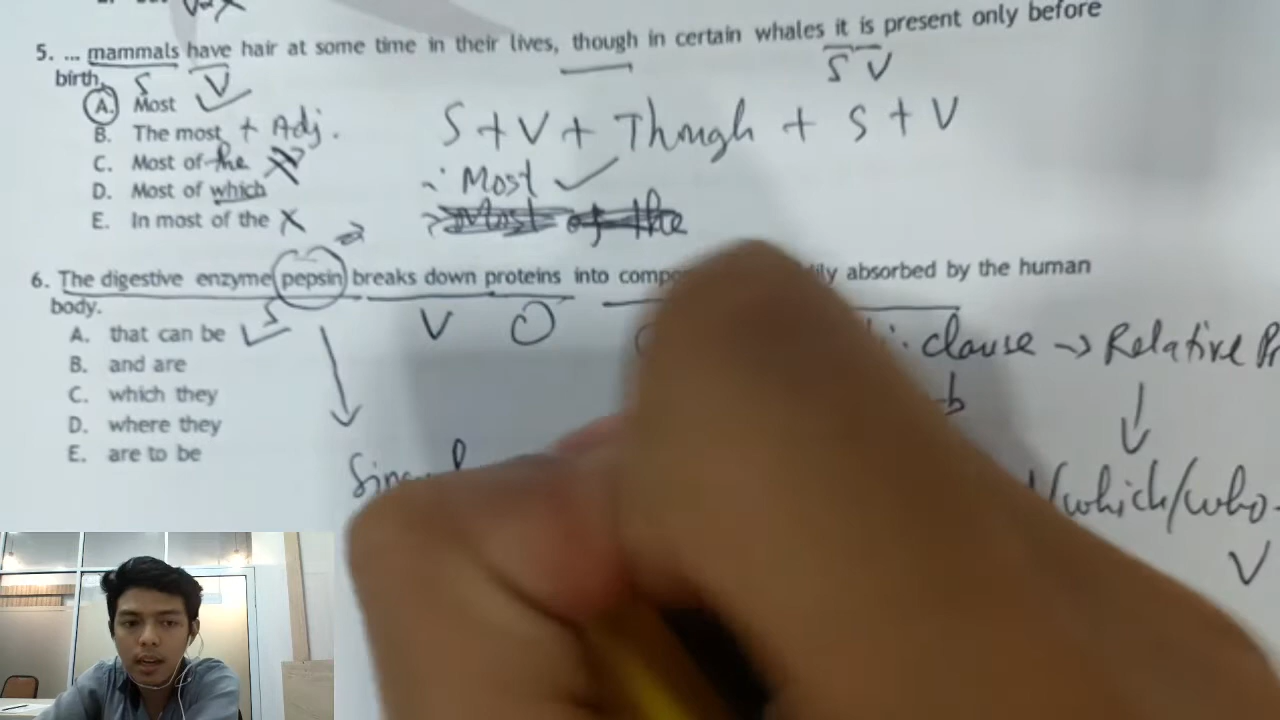 5. ... mammals have hair at some time in their lives, though in certain whales it is present only before
birth.
S V
S V
A. Most
B. The most + Adj.
C. Most of the
D. Most of which
E. In most of the X
S + V + Though + S + V
Most
Most of the
6. The digestive enzyme pepsin breaks down proteins into absorbed by the human
body.
S V O
A. that can be
B. and are
C. which they
D. where they
E. are to be
clause → Relative
which/who
V